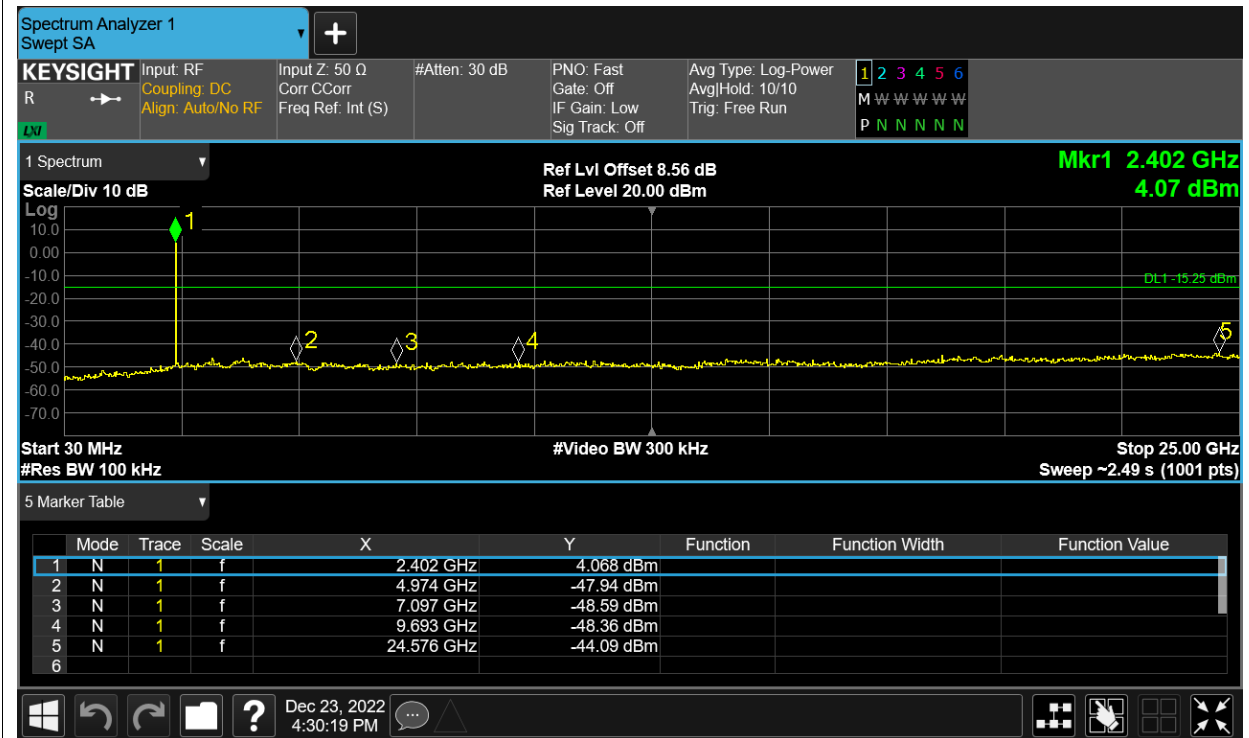 Spectrum Analyzer 1
Swept SA
+
KEYSIGHT
R
LXI
Input: RF
Coupling: DC
Align: Auto/No RF
Input Z: 50 Ω
Corr CCorr
Freq Ref: Int (S)
#Atten: 30 dB
PNO: Fast
Gate: Off
IF Gain: Low
Sig Track: Off
Avg Type: Log-Power
Avg|Hold: 10/10
Trig: Free Run
1 2 3 4 5 6
M W W W W W
P N N N N N
1 Spectrum
Scale/Div 10 dB
Ref Lvl Offset 8.56 dB
Ref Level 20.00 dBm
Mkr1 2.402 GHz
4.07 dBm
Log
10.0
0.00
-10.0
-20.0
-30.0
-40.0
-50.0
-60.0
-70.0
1
2
3
4
5
DL1 -15.25 dBm
Start 30 MHz
#Res BW 100 kHz
#Video BW 300 kHz
Stop 25.00 GHz
Sweep ~2.49 s (1001 pts)
5 Marker Table
Mode Trace Scale X Y Function Function Width Function Value
1 N 1 f 2.402 GHz 4.068 dBm
2 N 1 f 4.974 GHz -47.94 dBm
3 N 1 f 7.097 GHz -48.59 dBm
4 N 1 f 9.693 GHz -48.36 dBm
5 N 1 f 24.576 GHz -44.09 dBm
6
?
Dec 23, 2022
4:30:19 PM